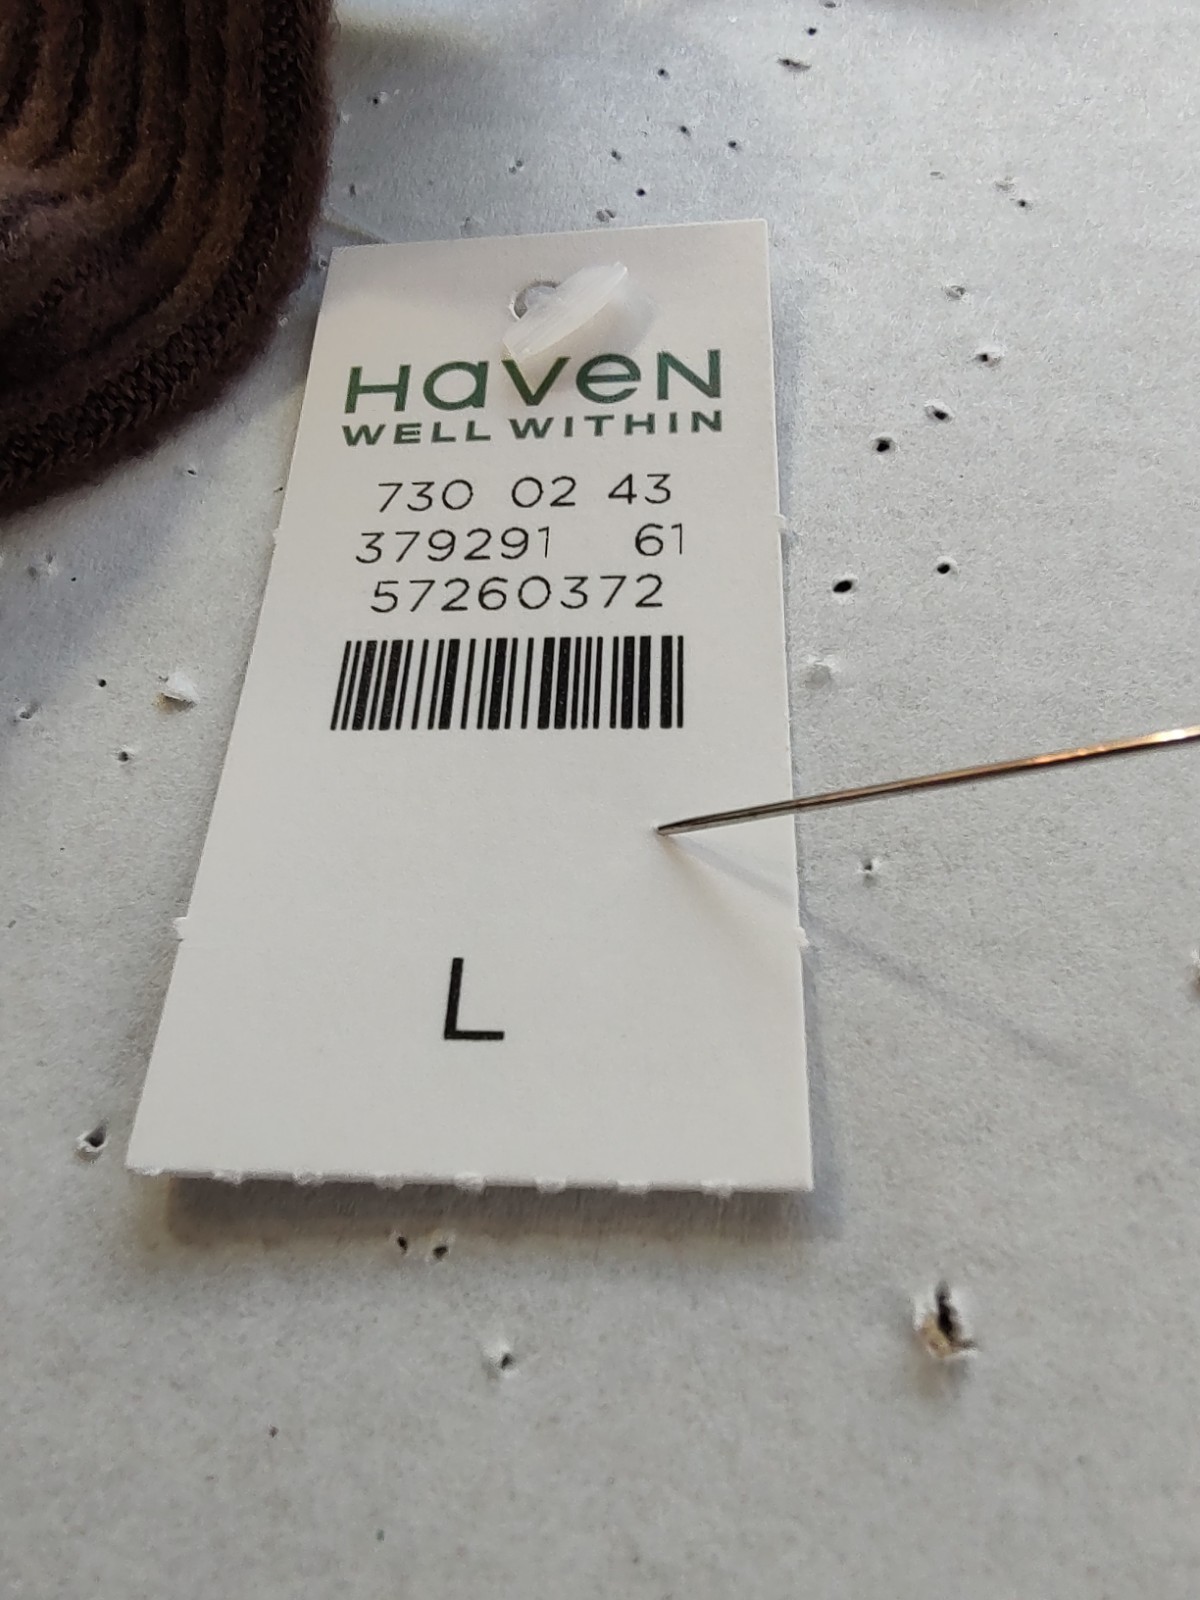 HaveN
WELL WITHIN
730 02 43
379291 61
57260372
L